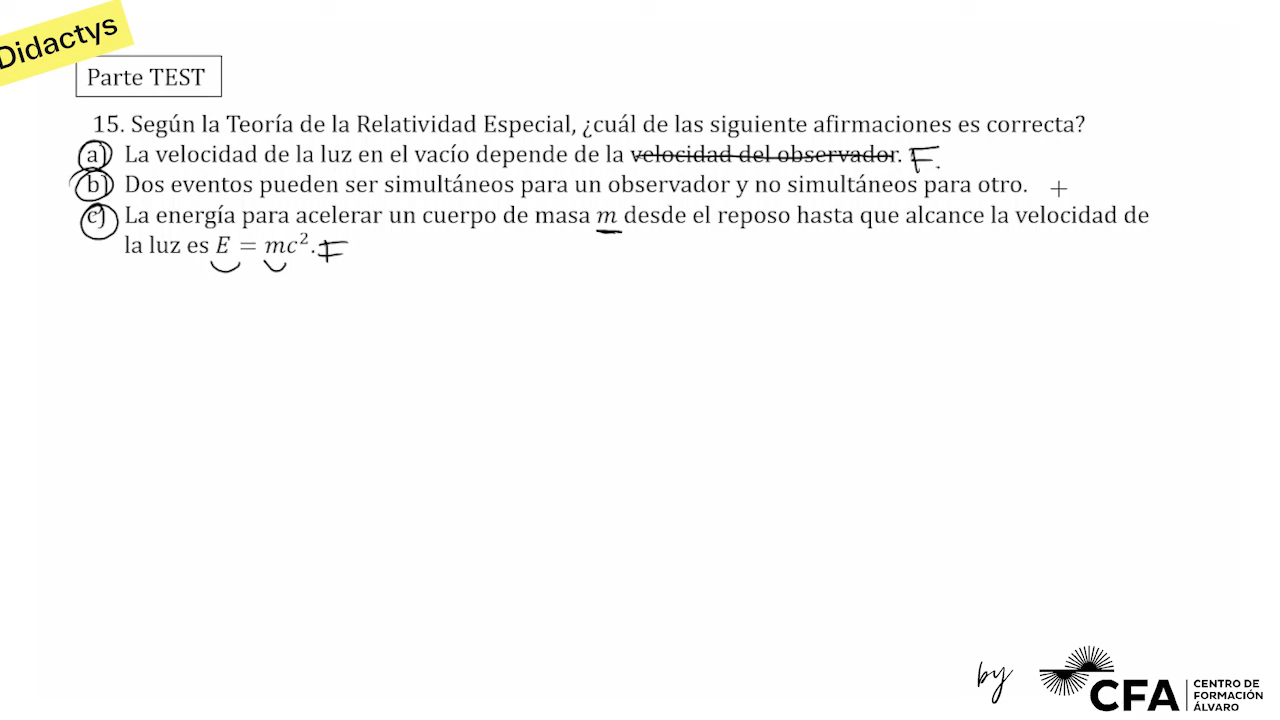 Didactys
Parte TEST
15. Según la Teoría de la Relatividad Especial, ¿cuál de las siguiente afirmaciones es correcta?
a) La velocidad de la luz en el vacío depende de la velocidad del observador. F.
b) Dos eventos pueden ser simultáneos para un observador y no simultáneos para otro.
c) La energía para acelerar un cuerpo de masa m desde el reposo hasta que alcance la velocidad de
la luz es E = mc². F
by CFA CENTRO DE
FORMACIÓN
ÁLVARO